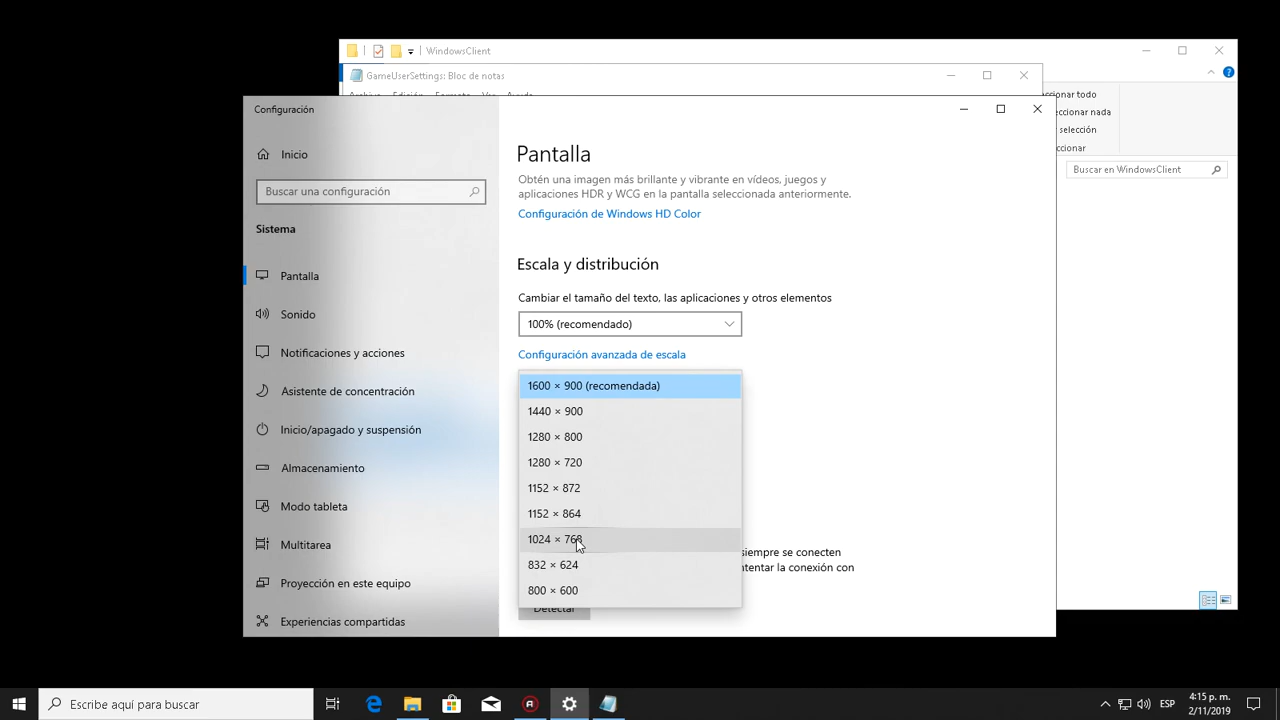 WindowsClient
GameUserSettings: Bloc de notas
Archivo Edición Formato Ver Ayuda
ccionar todo
eccionar nada
selección
ccionar
Buscar en WindowsClient
Configuración
Inicio
Buscar una configuración
Sistema
Pantalla
Sonido
Notificaciones y acciones
Asistente de concentración
Inicio/apagado y suspensión
Almacenamiento
Modo tableta
Multitarea
Proyección en este equipo
Experiencias compartidas
Pantalla
Obtén una imagen más brillante y vibrante en vídeos, juegos y
aplicaciones HDR y WCG en la pantalla seleccionada anteriormente.
Configuración de Windows HD Color
Escala y distribución
Cambiar el tamaño del texto, las aplicaciones y otros elementos
100% (recomendado)
Configuración avanzada de escala
1600 × 900 (recomendada)
1440 × 900
1280 × 800
1280 × 720
1152 × 872
1152 × 864
1024 × 768
832 × 624
800 × 600
siempre se conecten
ntentar la conexión con
Detectar
Escribe aquí para buscar
ESP
4:15 p. m.
2/11/2019